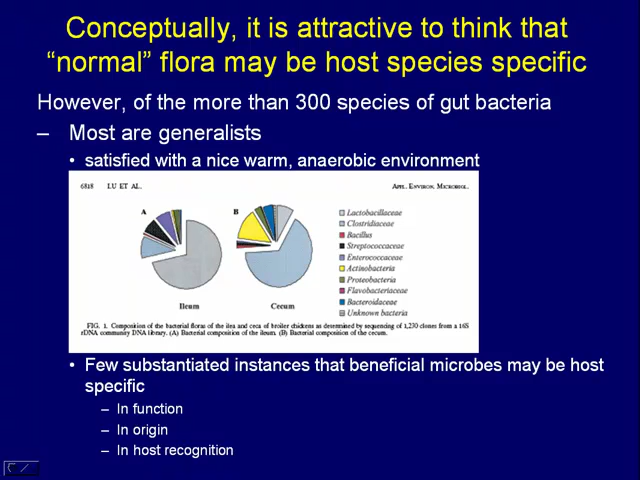 Conceptually, it is attractive to think that
“normal” flora may be host species specific
However, of the more than 300 species of gut bacteria
– Most are generalists
• satisfied with a nice warm, anaerobic environment
6818 LU ET AL. APPL. ENVIRON. MICROBIOL.
A
B
Lactobacillaceae
Clostridiaceae
Bacillus
Streptococcaceae
Enterococcaceae
Actinobacteria
Proteobacteria
Flavobacteriaceae
Bacteroidaceae
Unknown bacteria
Ileum
Cecum
FIG. 1. Composition of the bacterial floras of the ilea and ceca of broiler chickens as determined by sequencing of 1,230 clones from a 16S
rDNA community DNA library. (A) Bacterial composition of the ileum. (B) Bacterial composition of the cecum.
• Few substantiated instances that beneficial microbes may be host
specific
– In function
– In origin
– In host recognition